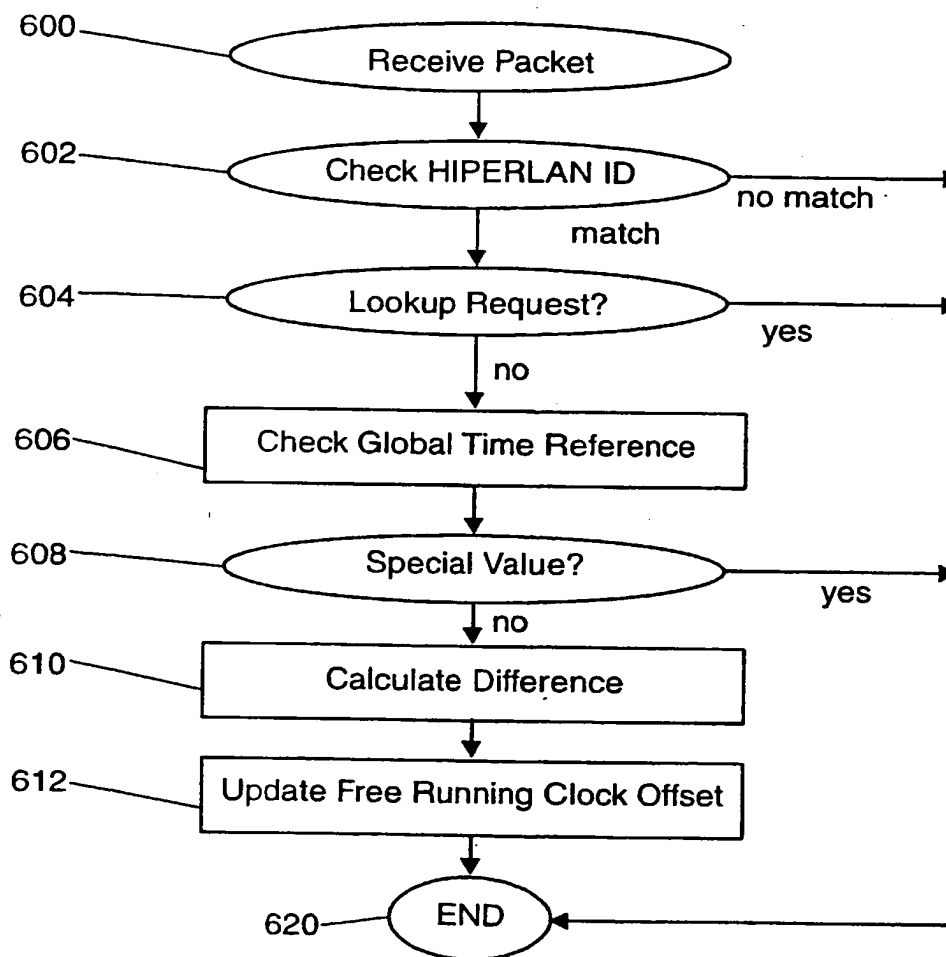 600
Receive Packet
602
Check HIPERLAN ID
no match
match
604
Lookup Request?
yes
no
606
Check Global Time Reference
608
Special Value?
yes
no
610
Calculate Difference
612
Update Free Running Clock Offset
620
END